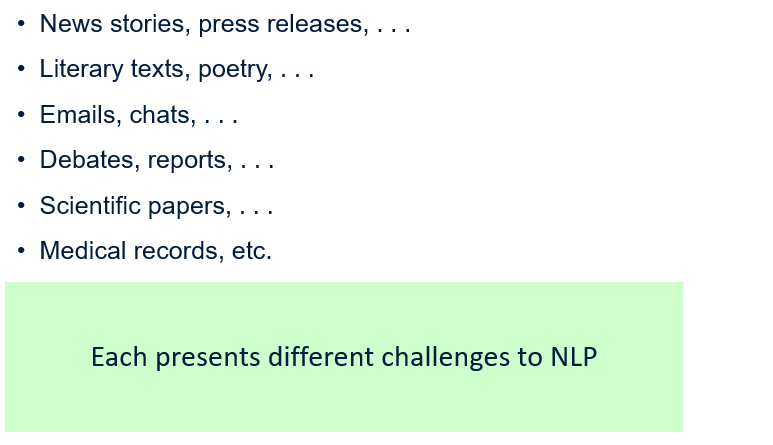 • News stories, press releases, . . .
• Literary texts, poetry, . . .
• Emails, chats, . . .
• Debates, reports, . . .
• Scientific papers, . . .
• Medical records, etc.
Each presents different challenges to NLP